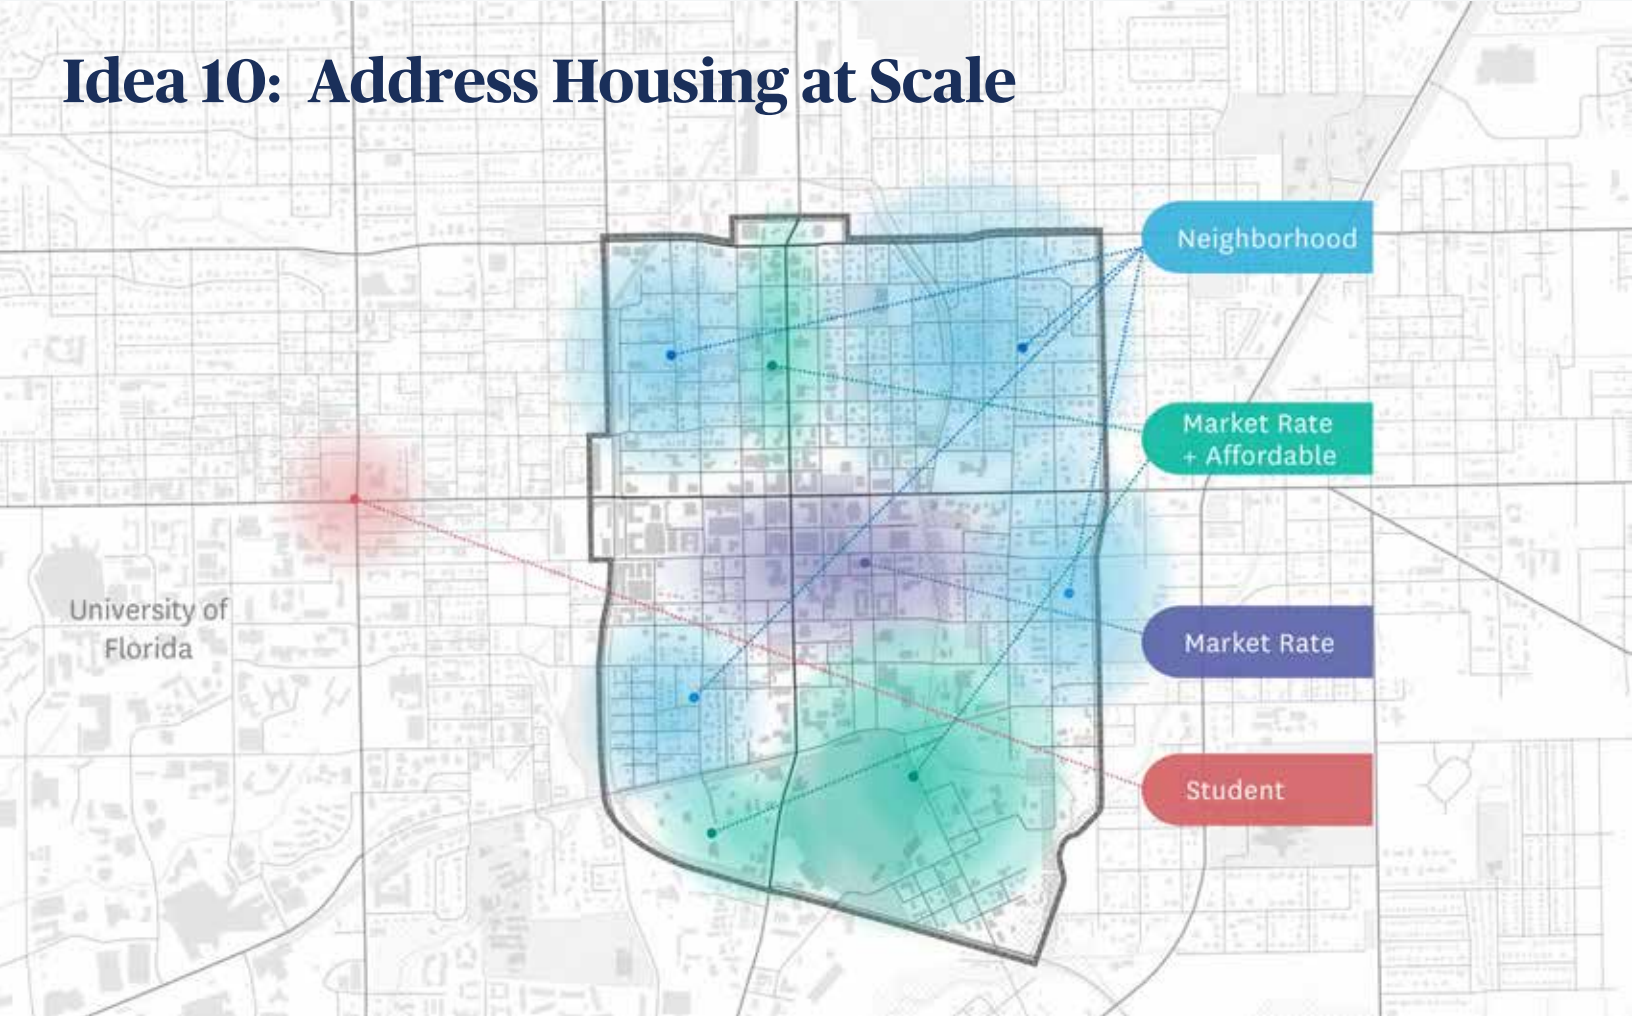 Idea 10: Address Housing at Scale
Neighborhood
Market Rate
+ Affordable
University of
Florida
Market Rate
Student